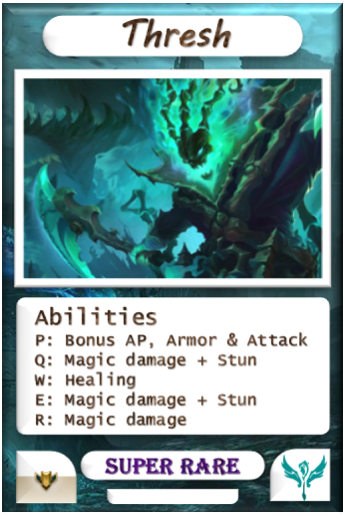 Thresh
Abilities
P: Bonus AP, Armor & Attack
Q: Magic damage + Stun
W: Healing
E: Magic damage + Stun
R: Magic damage
SUPER RARE